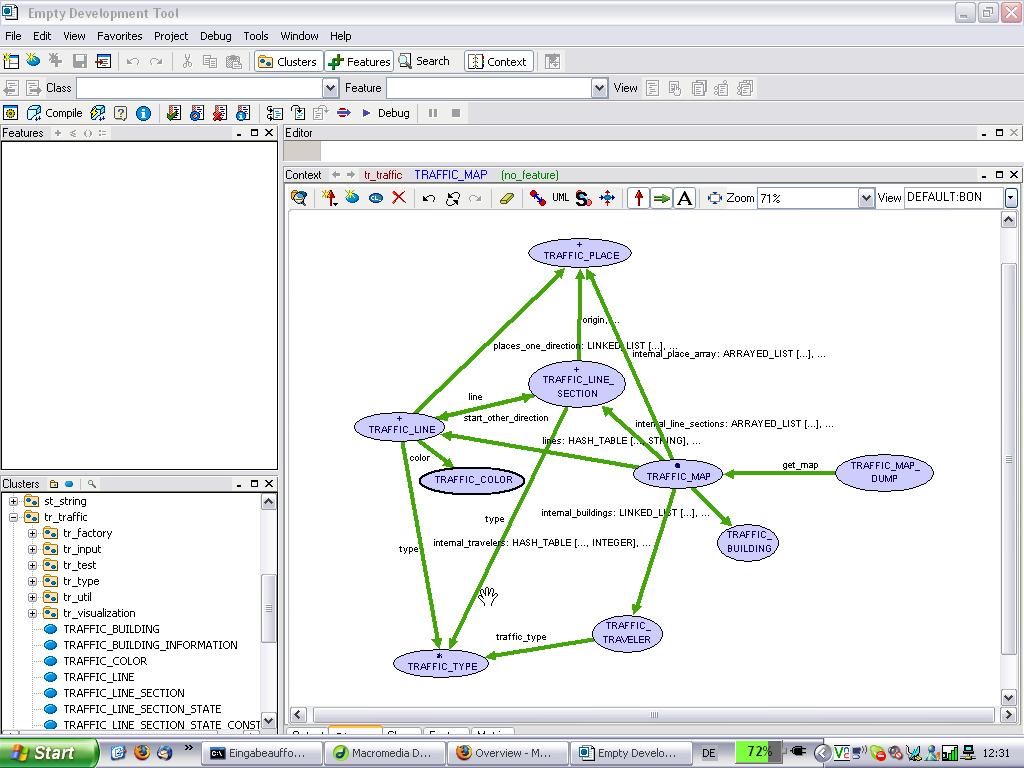 Empty Development Tool
File Edit View Favorites Project Debug Tools Window Help
Clusters Features Search Context
Class Feature View
Compile Debug
Features Editor
Context tr_traffic TRAFFIC_MAP (no_feature)
UML A Zoom 71% View DEFAULT:BON
TRAFFIC_PLACE
origin, ...
places_one_direction: LINKED_LIST [...], ...
internal_place_array: ARRAYED_LIST [...], ...
TRAFFIC_LINE_
SECTION
line
start_other_direction
internal_line_sections: ARRAYED_LIST [...], ...
TRAFFIC_LINE
lines: HASH_TABLE [..., STRING], ...
color
get_map
TRAFFIC_MAP_
DUMP
TRAFFIC_MAP
TRAFFIC_COLOR
internal_buildings: LINKED_LIST [...], ...
type
TRAFFIC_
BUILDING
internal_travelers: HASH_TABLE [..., INTEGER], ...
type
TRAFFIC_
TRAVELER
traffic_type
TRAFFIC_TYPE
Clusters
st_string
tr_traffic
tr_factory
tr_input
tr_test
tr_type
tr_util
tr_visualization
TRAFFIC_BUILDING
TRAFFIC_BUILDING_INFORMATION
TRAFFIC_COLOR
TRAFFIC_LINE
TRAFFIC_LINE_SECTION
TRAFFIC_LINE_SECTION_STATE
TRAFFIC_LINE_SECTION_STATE_CONST
Start Eingabeauffo... Macromedia D... Overview - M... Empty Develo... DE 72% 12:31